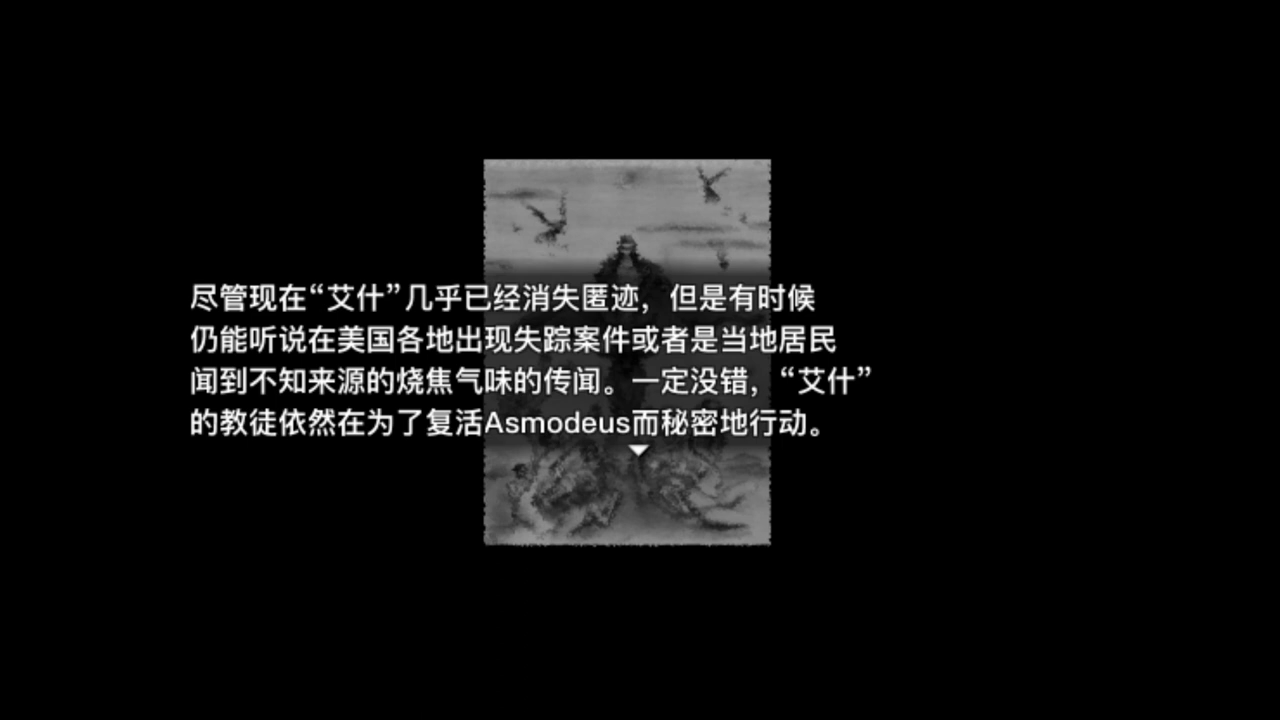 尽管现在“艾什”几乎已经消失匿迹，但是有时候
仍能听说在美国各地出现失踪案件或者是当地居民
闻到不知来源的烧焦气味的传闻。一定没错，“艾什”
的教徒依然在为了复活Asmodeus而秘密地行动。